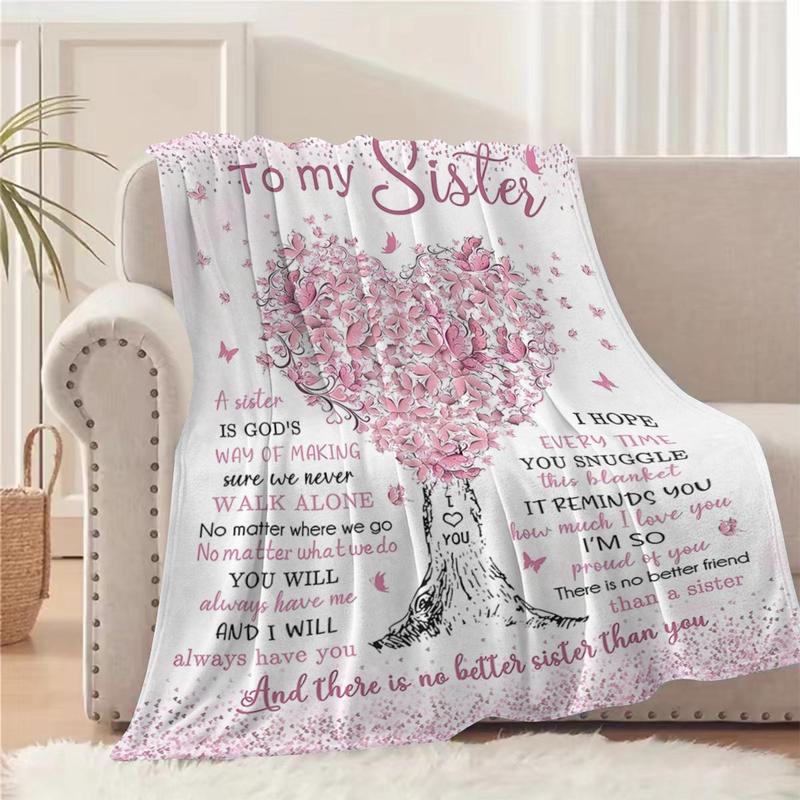 To my Sister
A sister
IS GOD'S
WAY OF MAKING
sure we never
WALK ALONE
No matter where we go
No matter what we do
YOU WILL
always have me
AND I WILL
always have you
I
YOU
I HOPE
EVERY TIME
YOU SNUGGLE
this blanket
IT REMINDS YOU
how much I love you
I'M SO
proud of you
There is no better friend
than a sister
And there is no better sister than you